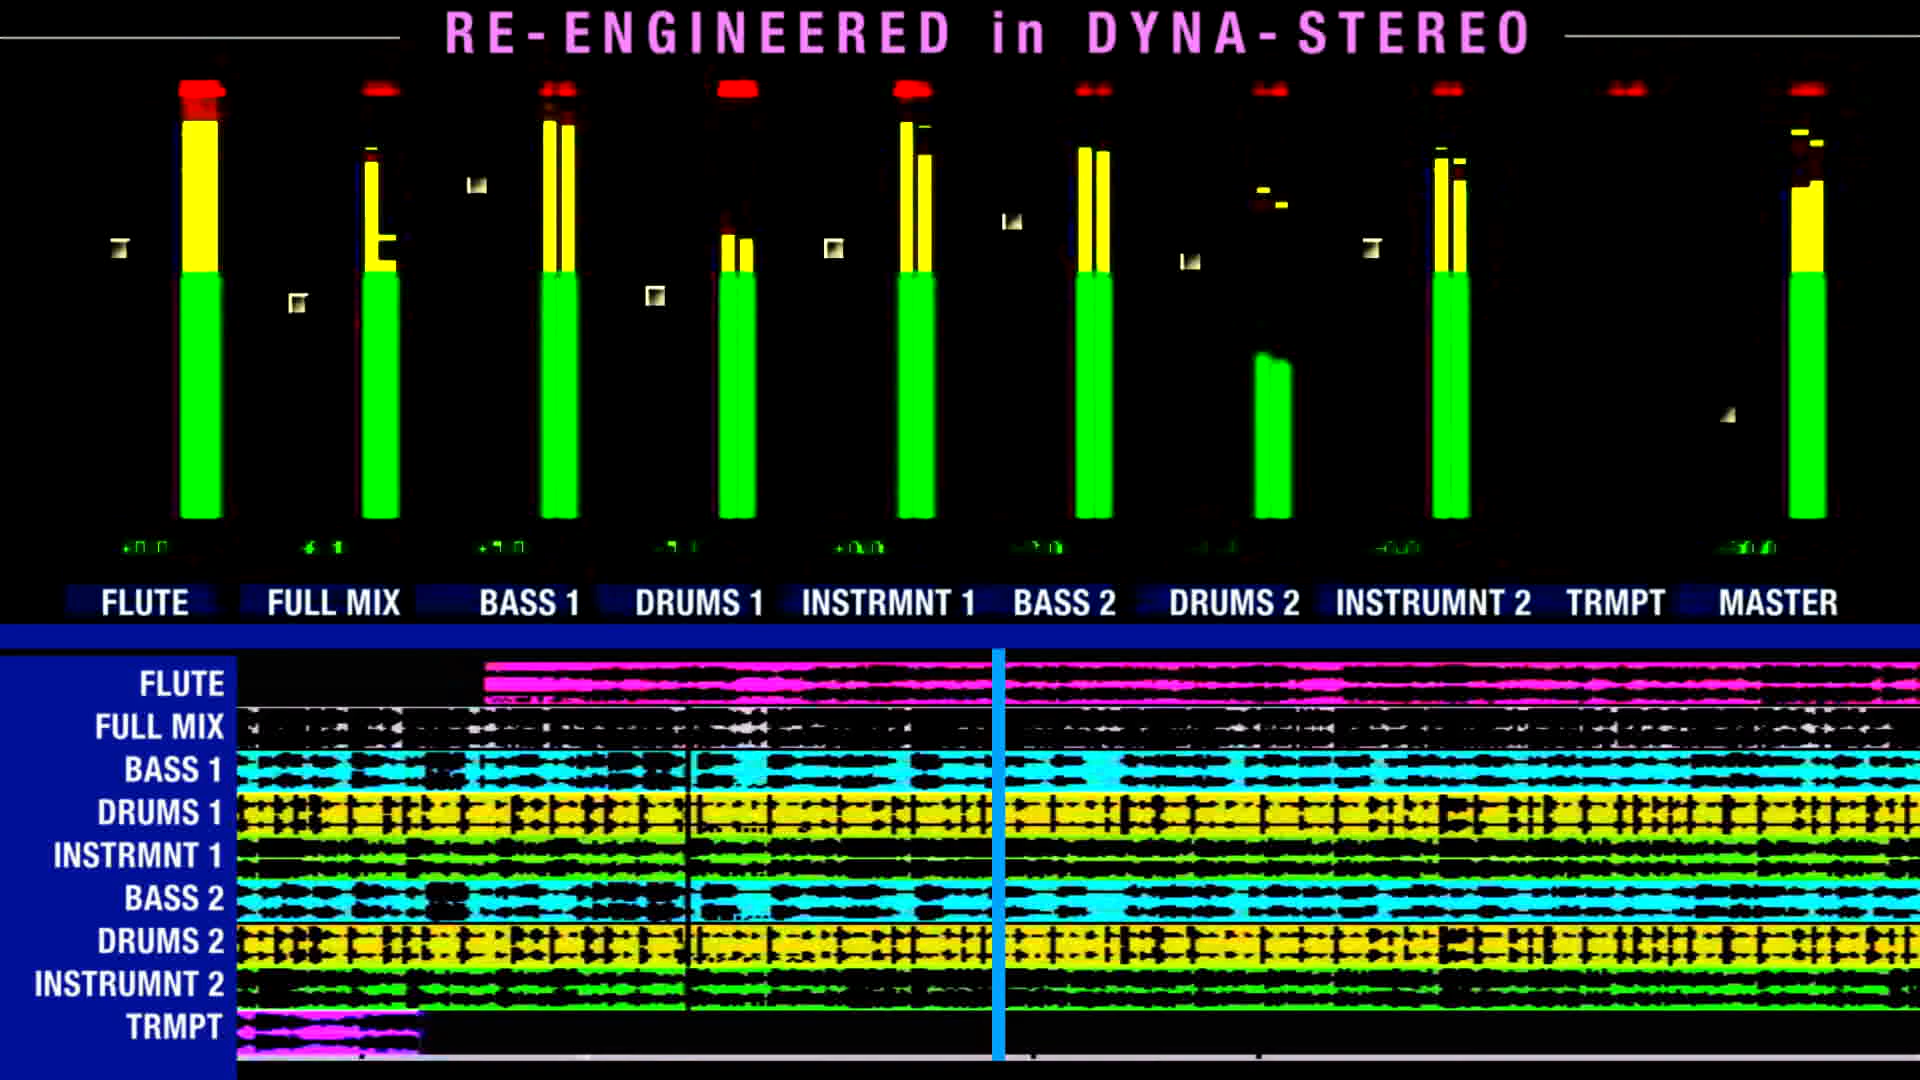 RE-ENGINEERED in DYNA-STEREO
FLUTE FULL MIX BASS 1 DRUMS 1 INSTRMNT 1 BASS 2 DRUMS 2 INSTRUMNT 2 TRMPT MASTER
FLUTE
FULL MIX
BASS 1
DRUMS 1
INSTRMNT 1
BASS 2
DRUMS 2
INSTRUMNT 2
TRMPT